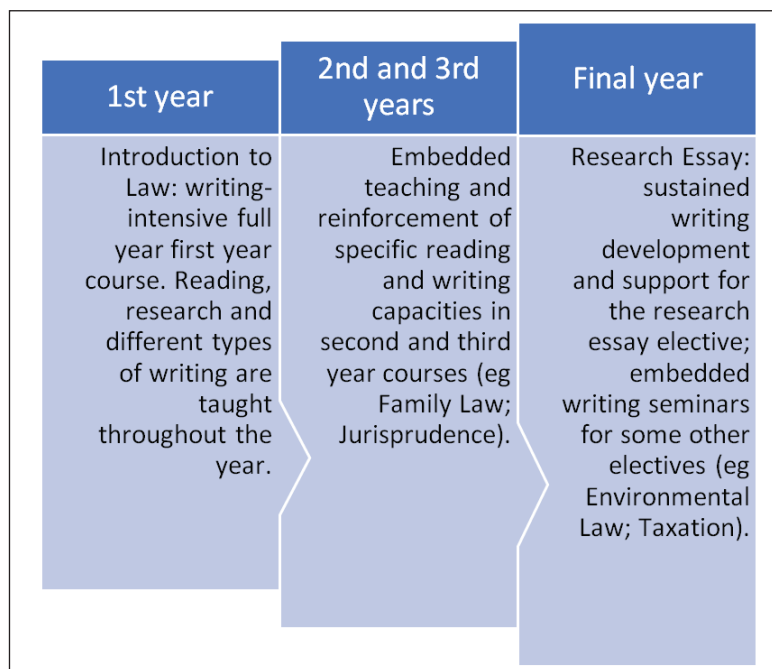 1st year
Introduction to
Law: writing-
intensive full
year first year
course. Reading,
research and
different types
of writing are
taught
throughout the
year.
2nd and 3rd
years
Embedded
teaching and
reinforcement of
specific reading
and writing
capacities in
second and third
year courses (eg
Family Law;
Jurisprudence).
Final year
Research Essay:
sustained
writing
development
and support for
the research
essay elective;
embedded
writing seminars
for some other
electives (eg
Environmental
Law; Taxation).